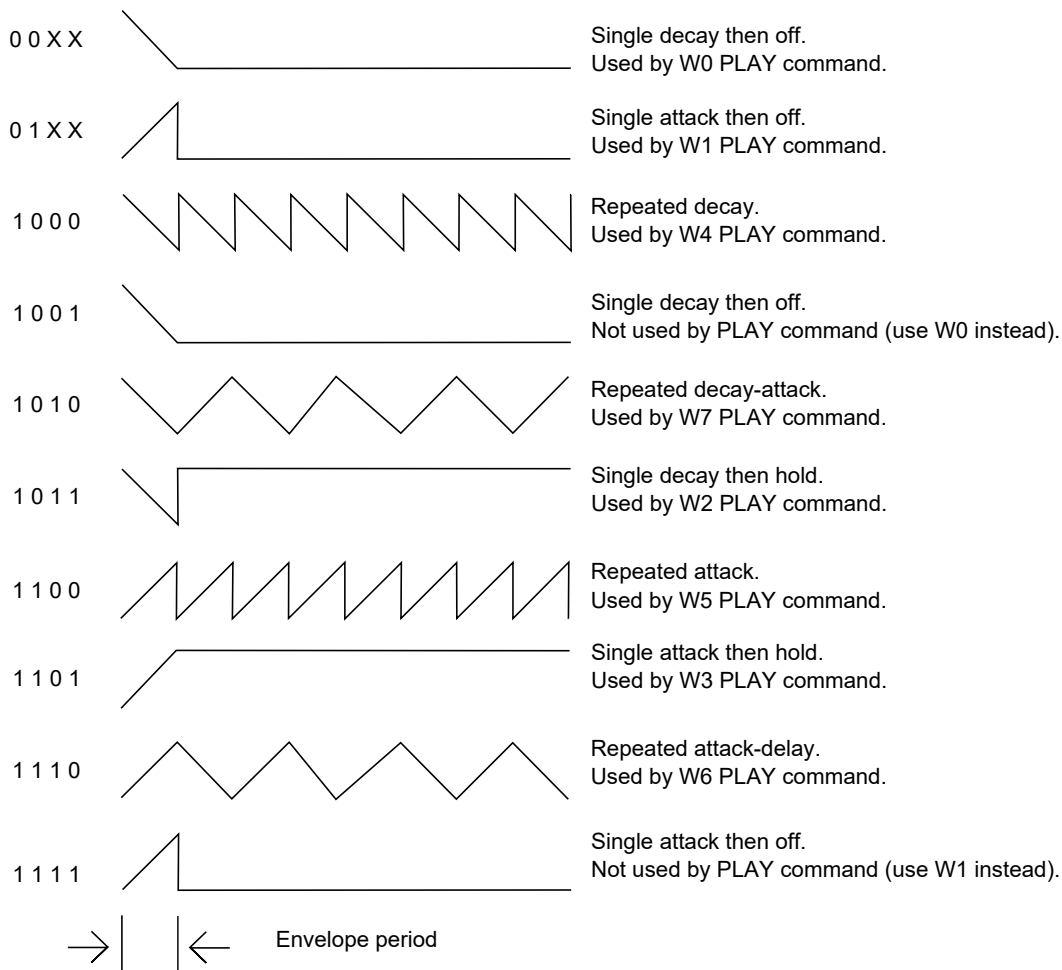 0 0 X X
Single decay then off.
Used by W0 PLAY command.
0 1 X X
Single attack then off.
Used by W1 PLAY command.
1 0 0 0
Repeated decay.
Used by W4 PLAY command.
1 0 0 1
Single decay then off.
Not used by PLAY command (use W0 instead).
1 0 1 0
Repeated decay-attack.
Used by W7 PLAY command.
1 0 1 1
Single decay then hold.
Used by W2 PLAY command.
1 1 0 0
Repeated attack.
Used by W5 PLAY command.
1 1 0 1
Single attack then hold.
Used by W3 PLAY command.
1 1 1 0
Repeated attack-delay.
Used by W6 PLAY command.
1 1 1 1
Single attack then off.
Not used by PLAY command (use W1 instead).
Envelope period